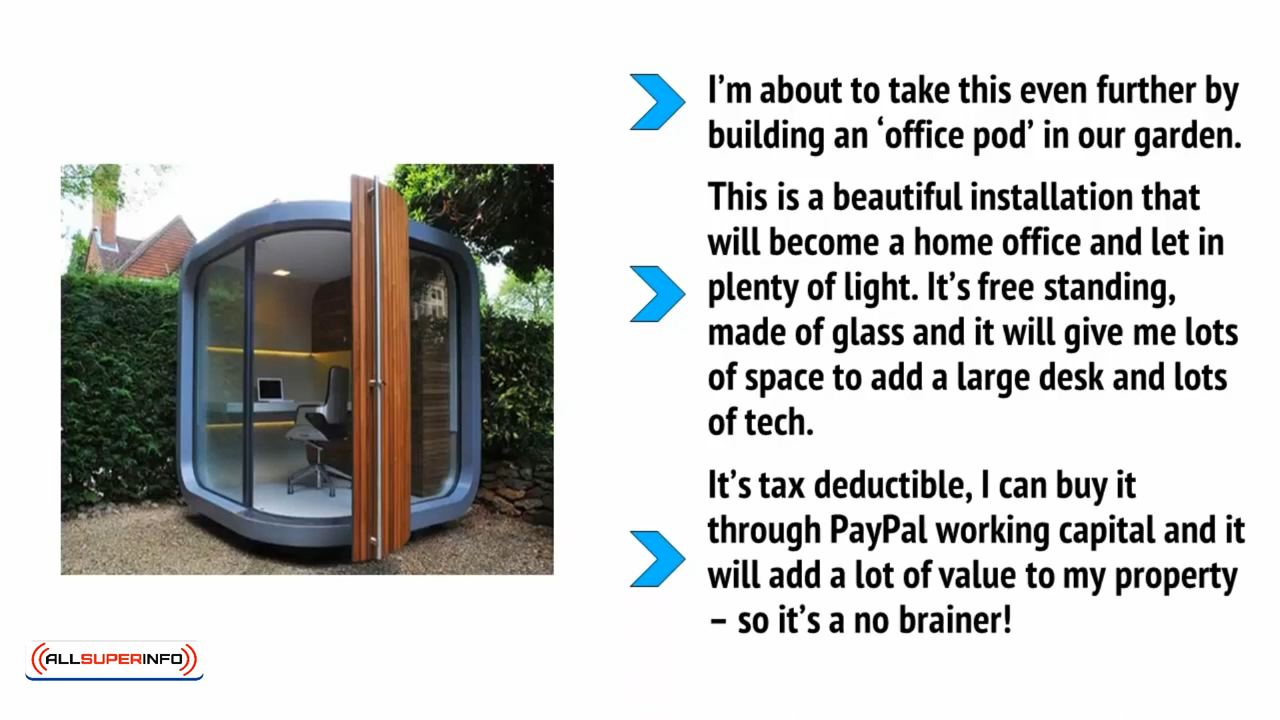 I'm about to take this even further by
building an ‘office pod’ in our garden.
This is a beautiful installation that
will become a home office and let in
plenty of light. It’s free standing,
made of glass and it will give me lots
of space to add a large desk and lots
of tech.
It’s tax deductible, I can buy it
through PayPal working capital and it
will add a lot of value to my property
– so it’s a no brainer!
ALLSUPERINFO